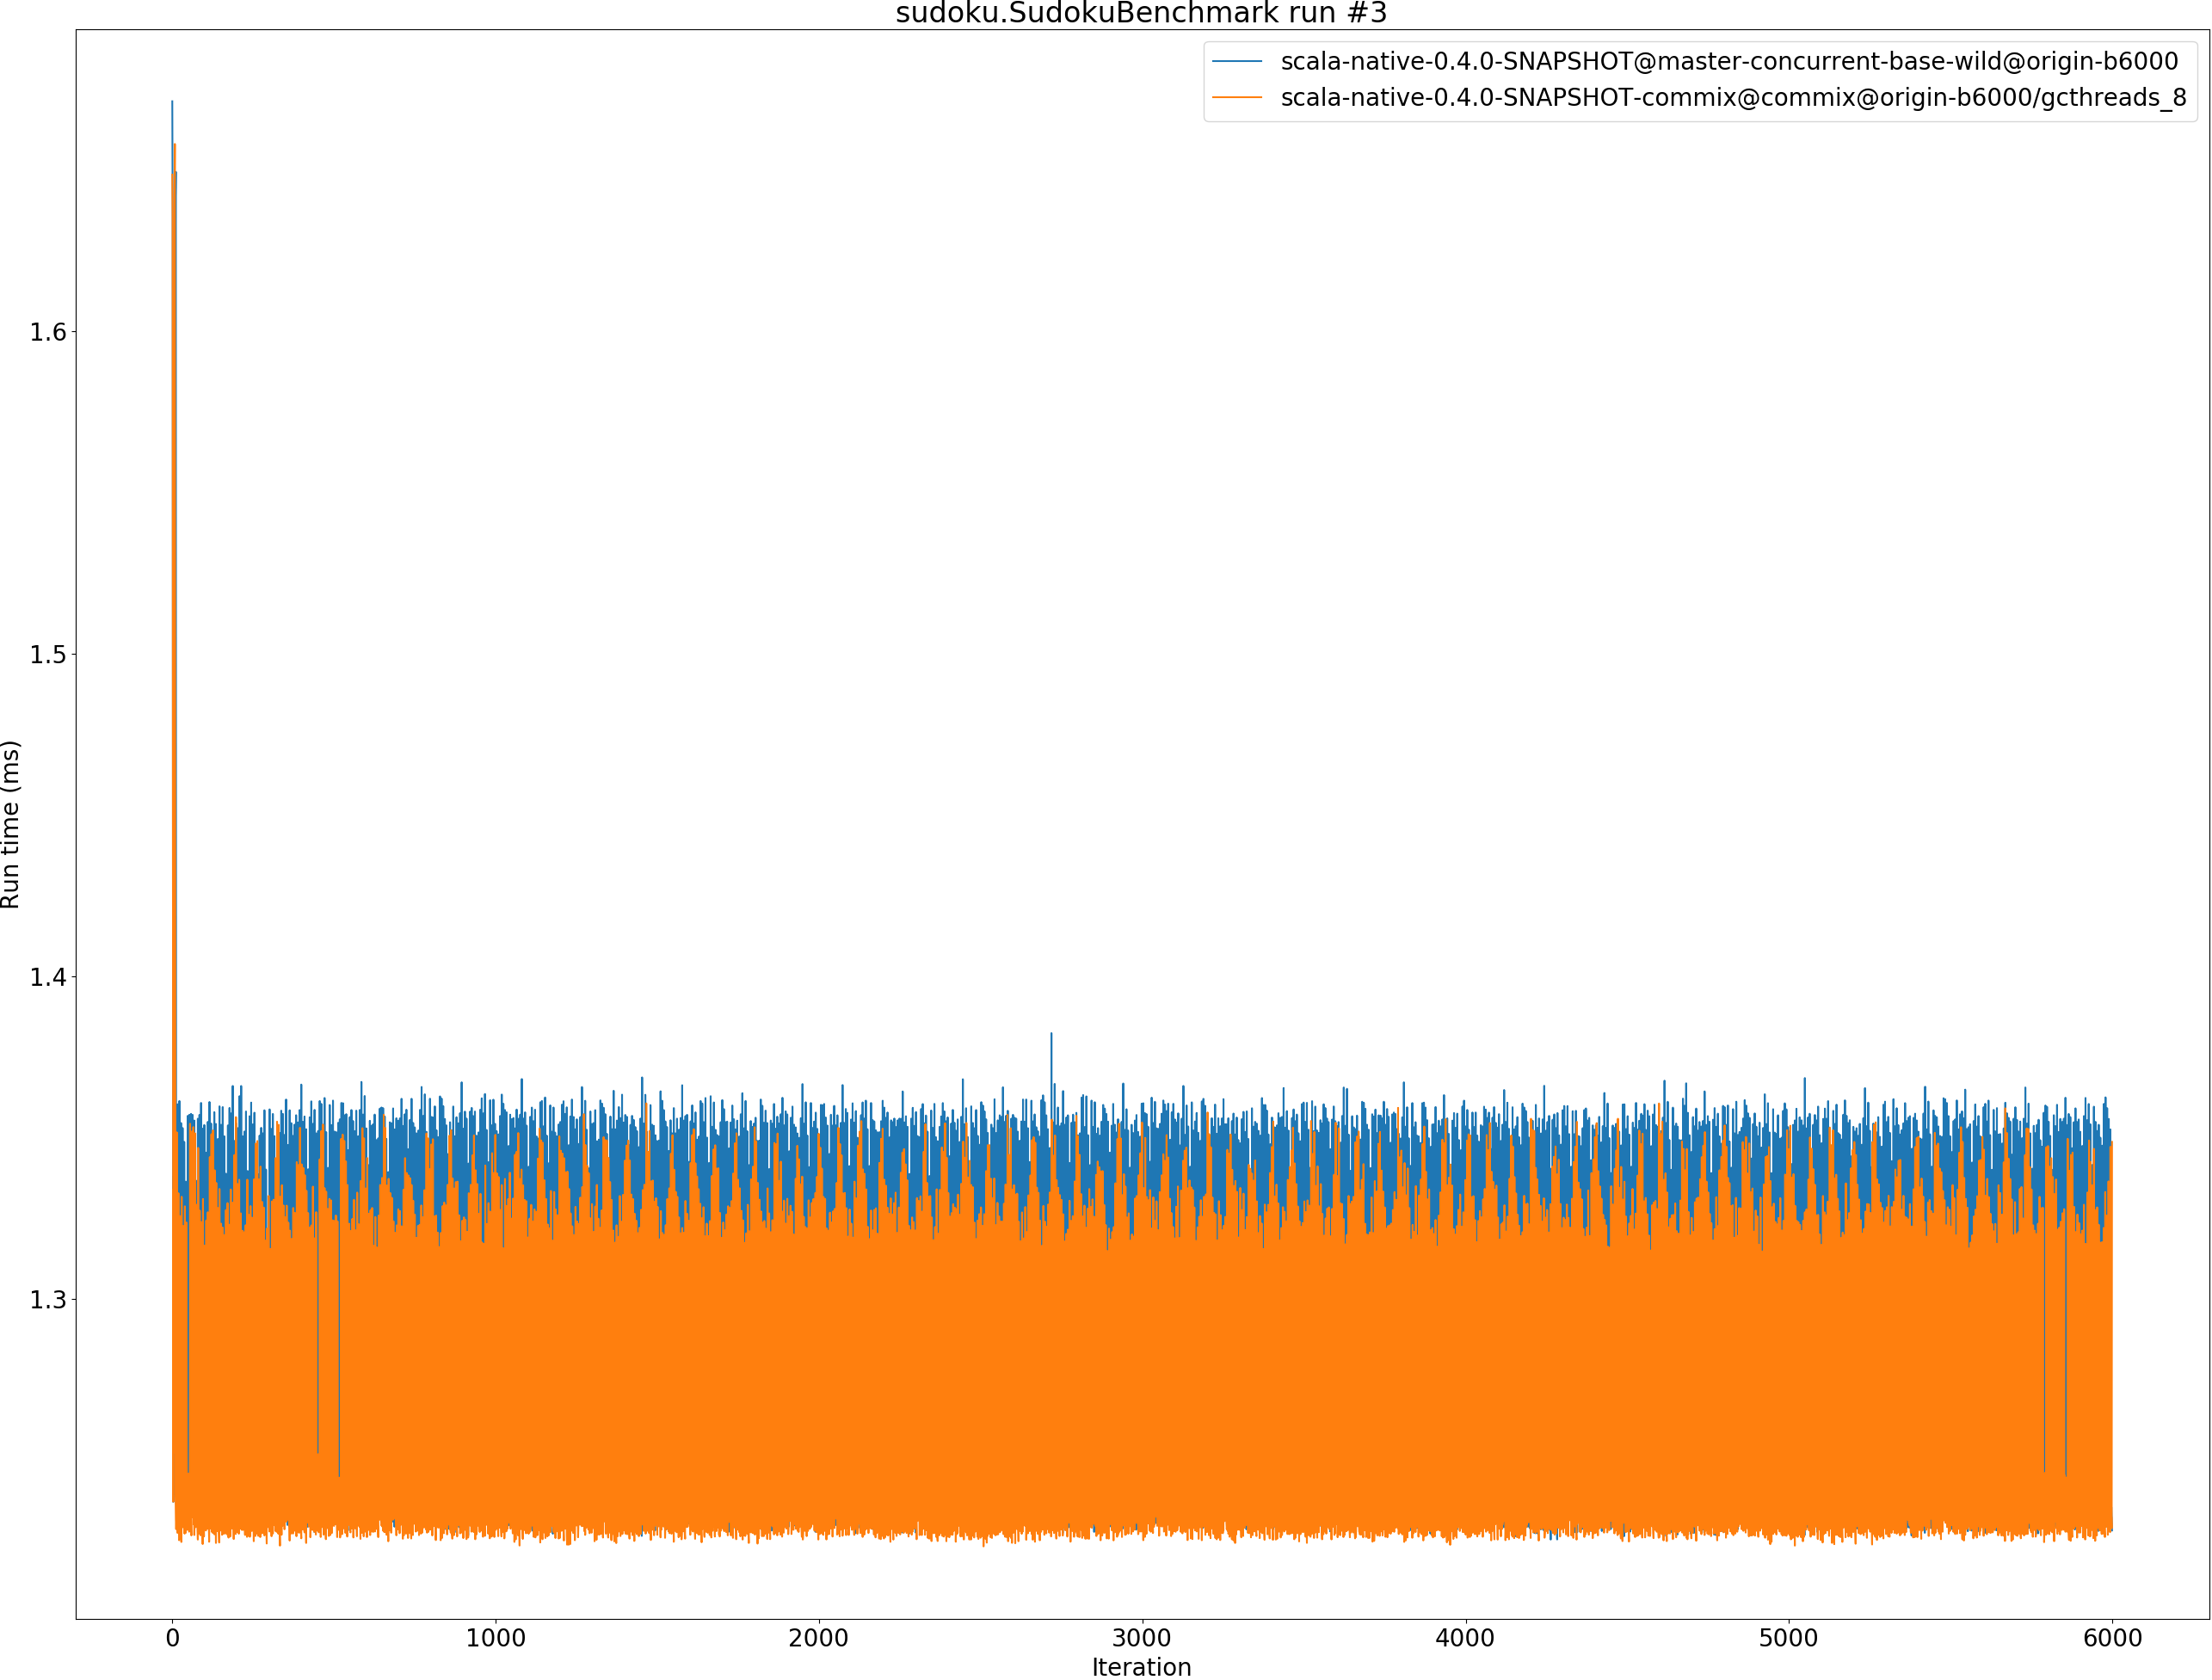 sudoku.SudokuBenchmark run #3
scala-native-0.4.0-SNAPSHOT@master-concurrent-base-wild@origin-b6000
scala-native-0.4.0-SNAPSHOT-commix@commix@origin-b6000/gcthreads_8
1.6
1.5
1.4
1.3
Run time (ms)
0 1000 2000 3000 4000 5000 6000
Iteration